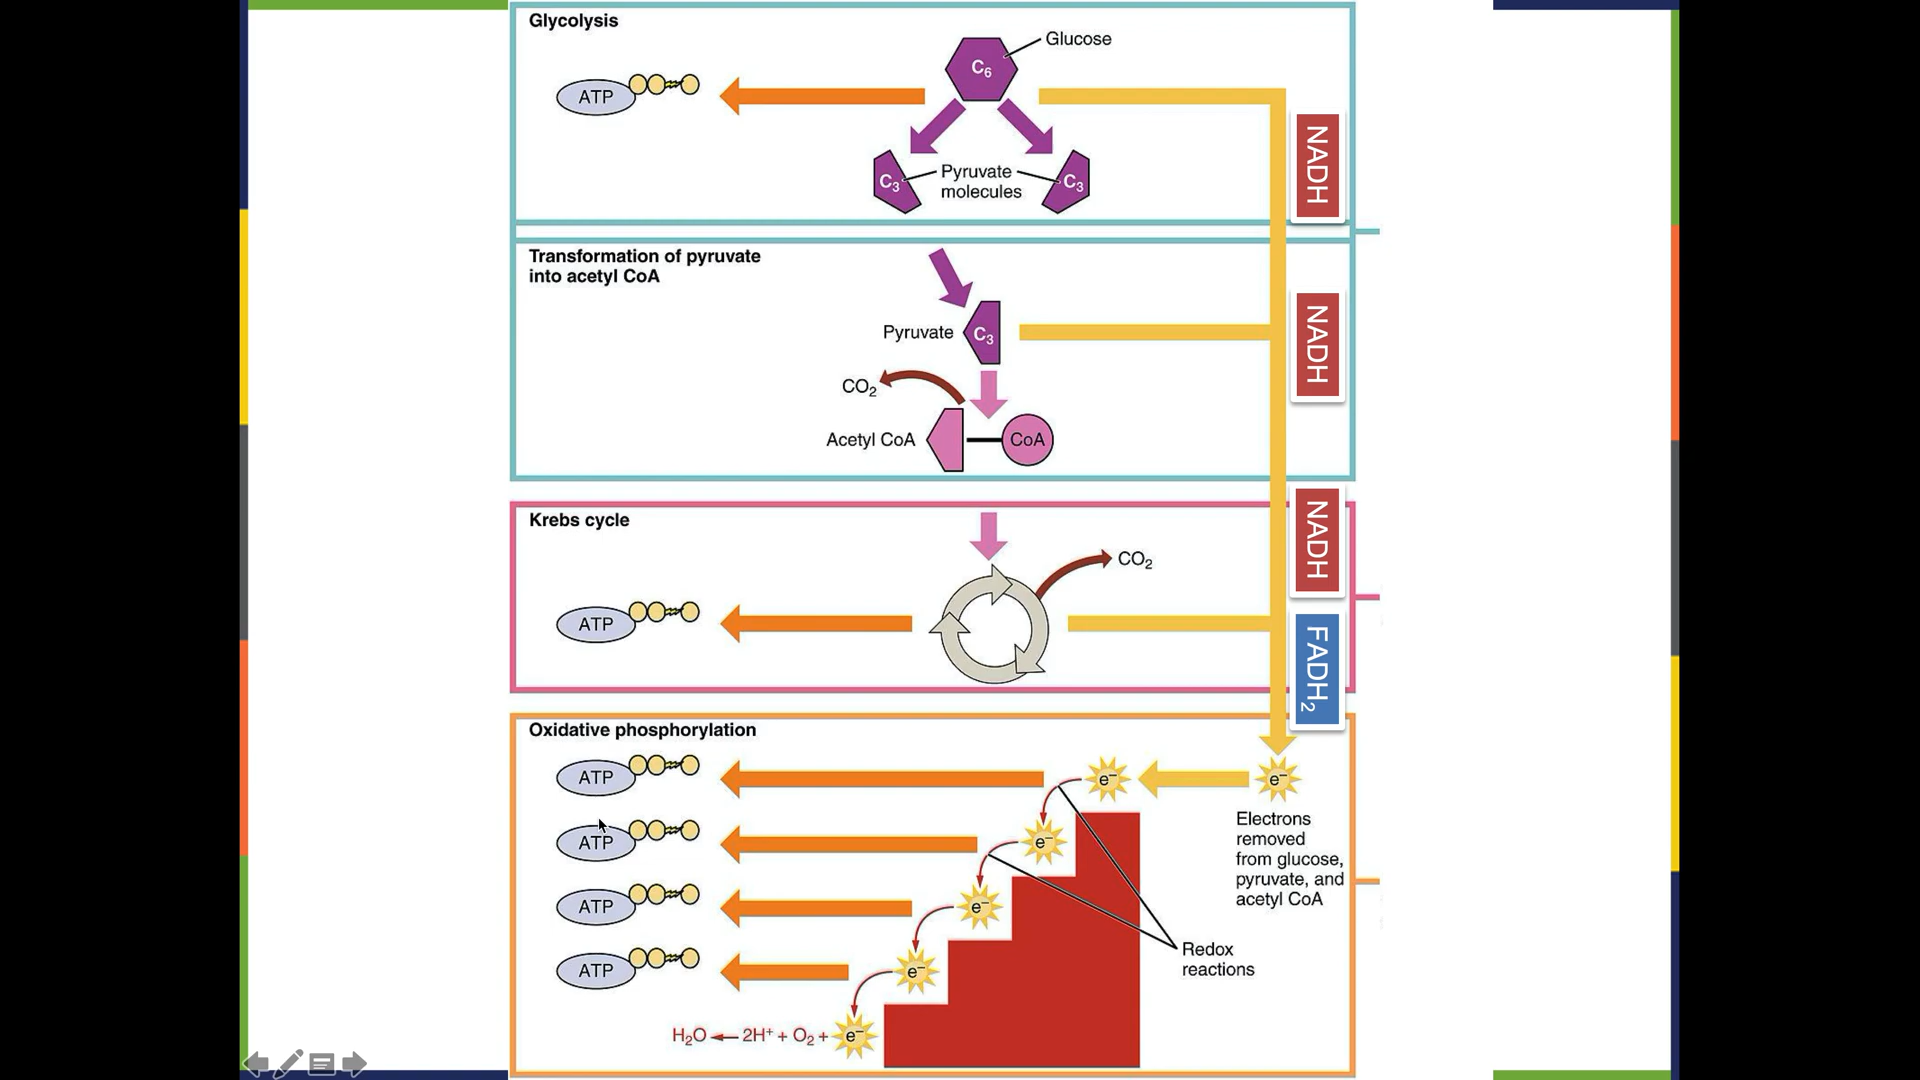 Glycolysis
Glucose
C6
ATP
NADH
C3
Pyruvate
molecules
C3
Transformation of pyruvate
into acetyl CoA
Pyruvate
C3
NADH
CO2
Acetyl CoA
CoA
Krebs cycle
NADH
CO2
ATP
FADH2
Oxidative phosphorylation
ATP
e−
e−
Electrons
removed
from glucose,
pyruvate, and
acetyl CoA
ATP
e−
ATP
e−
Redox
reactions
ATP
e−
H2O ← 2H+ + O2 + e−